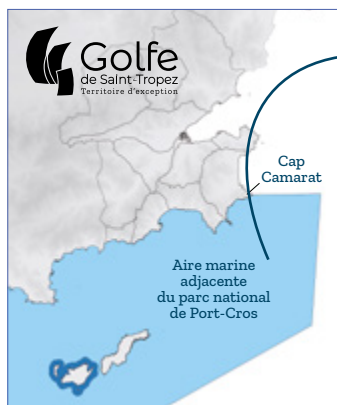 Golfe
de Saint-Tropez
Territoire d'exception
Cap
Camarat
Aire marine
adjacente
du parc national
de Port-Cros